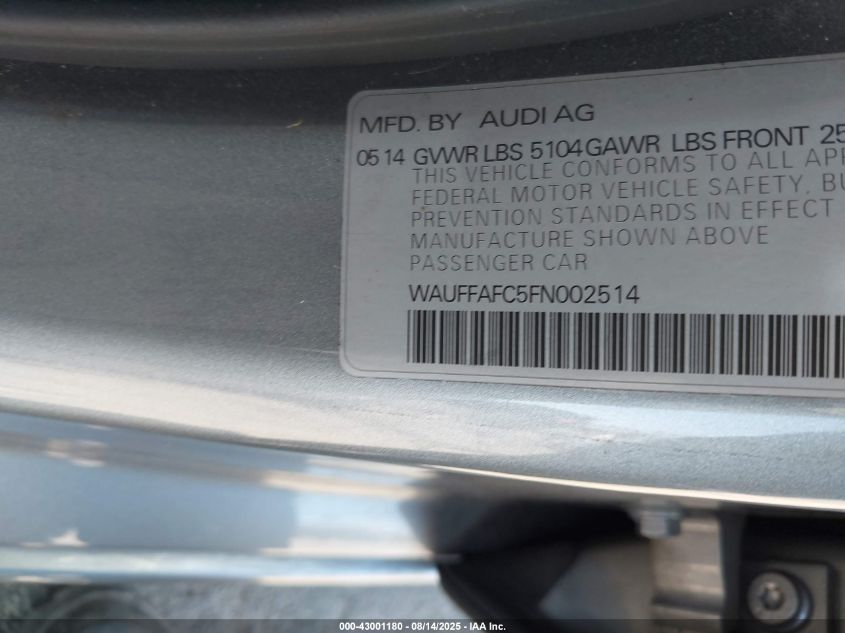 MFD. BY AUDI AG
05 14 GVWR LBS 5104 GAWR LBS FRONT 25
THIS VEHICLE CONFORMS TO ALL APP
FEDERAL MOTOR VEHICLE SAFETY, BU
PREVENTION STANDARDS IN EFFECT
MANUFACTURE SHOWN ABOVE
PASSENGER CAR
WAUFFAFC5FN002514
000-43001180 - 08/14/2025 - IAA Inc.